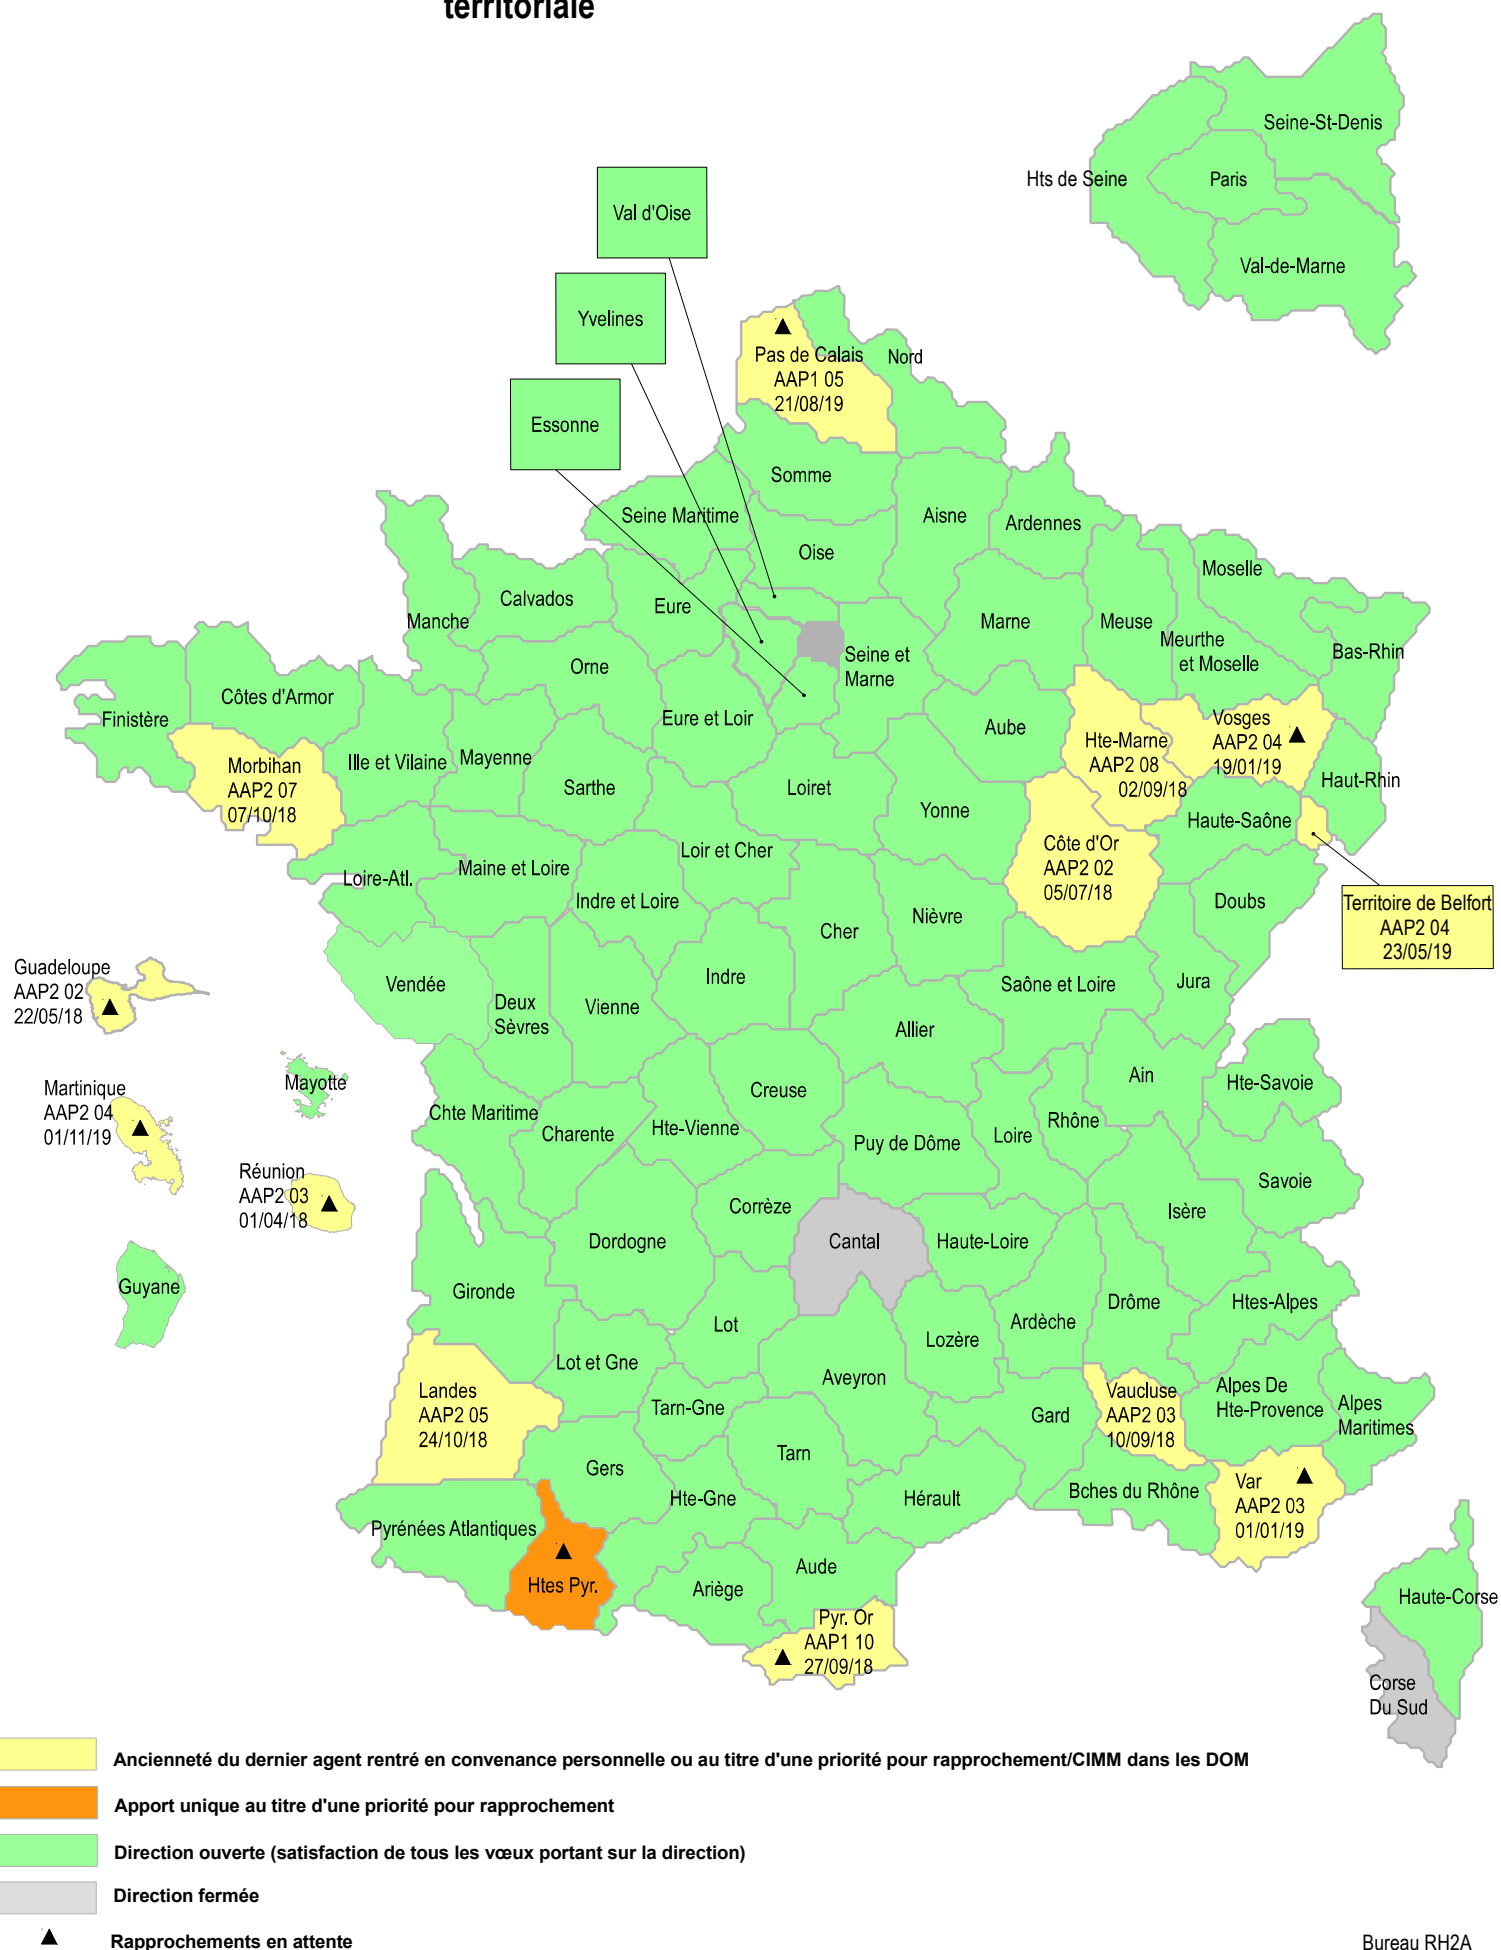 territoriale
Seine-St-Denis
Hts de Seine
Paris
Val-de-Marne
Val d'Oise
Yvelines
Essonne
Pas de Calais
AAP1 05
21/08/19
Nord
Somme
Seine Maritime
Aisne
Ardennes
Oise
Moselle
Calvados
Eure
Manche
Marne
Meuse
Meurthe
et Moselle
Bas-Rhin
Seine et
Marne
Orne
Côtes d'Armor
Finistère
Eure et Loir
Aube
Vosges
AAP2 04
19/01/19
Hte-Marne
AAP2 08
02/09/18
Morbihan
AAP2 07
07/10/18
Ille et Vilaine
Mayenne
Sarthe
Loiret
Yonne
Haut-Rhin
Haute-Saône
Côte d'Or
AAP2 02
05/07/18
Loir et Cher
Maine et Loire
Loire-Atl.
Indre et Loire
Cher
Nièvre
Doubs
Territoire de Belfort
AAP2 04
23/05/19
Guadeloupe
AAP2 02
22/05/18
Vendée
Deux
Sèvres
Vienne
Indre
Saône et Loire
Jura
Allier
Martinique
AAP2 04
01/11/19
Mayotte
Chte Maritime
Charente
Hte-Vienne
Creuse
Puy de Dôme
Loire
Rhône
Ain
Hte-Savoie
Réunion
AAP2 03
01/04/18
Savoie
Isère
Corrèze
Dordogne
Cantal
Haute-Loire
Guyane
Gironde
Lot
Lozère
Ardèche
Drôme
Htes-Alpes
Lot et Gne
Aveyron
Landes
AAP2 05
24/10/18
Tarn-Gne
Gard
Vaucluse
AAP2 03
10/09/18
Alpes De
Hte-Provence
Alpes
Maritimes
Gers
Tarn
Hte-Gne
Hérault
Bches du Rhône
Var
AAP2 03
01/01/19
Pyrénées Atlantiques
Htes Pyr.
Ariège
Aude
Pyr. Or
AAP1 10
27/09/18
Haute-Corse
Corse
Du Sud
Ancienneté du dernier agent rentré en convenance personnelle ou au titre d'une priorité pour rapprochement/CIMM dans les DOM
Apport unique au titre d'une priorité pour rapprochement
Direction ouverte (satisfaction de tous les vœux portant sur la direction)
Direction fermée
Rapprochements en attente
Bureau RH2A